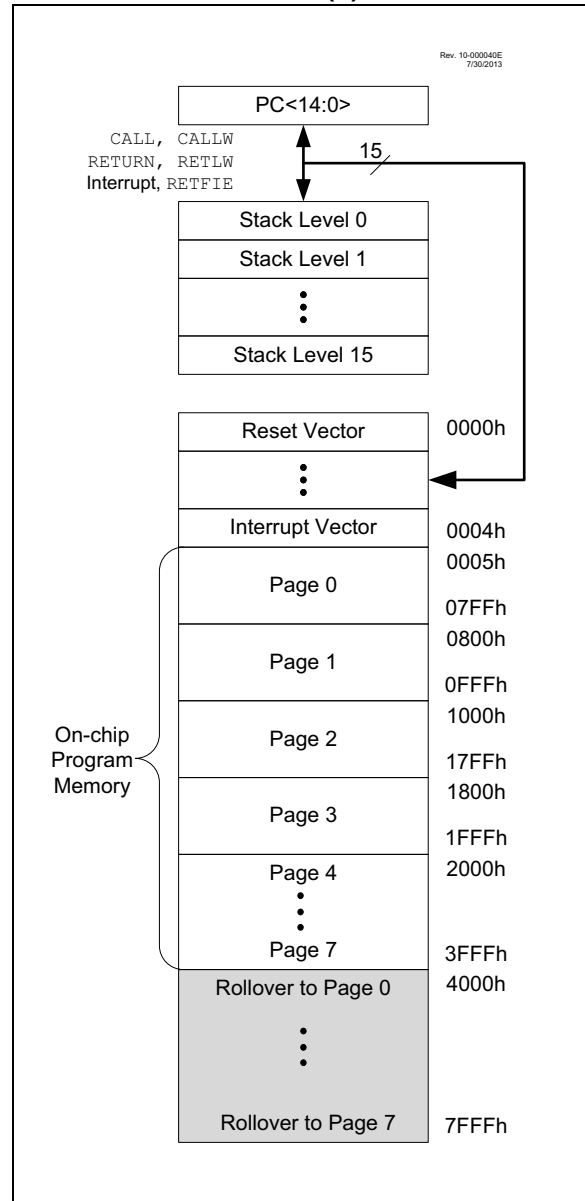 Rev. 10-000040E
7/30/2013
PC<14:0>
CALL, CALLW
RETURN, RETLW
Interrupt, RETFIE
15
Stack Level 0
Stack Level 1
Stack Level 15
Reset Vector
0000h
Interrupt Vector
0004h
0005h
Page 0
07FFh
0800h
Page 1
0FFFh
1000h
Page 2
17FFh
1800h
Page 3
1FFFh
On-chip
Program
Memory
Page 4
2000h
Page 7
3FFFh
Rollover to Page 0
4000h
Rollover to Page 7
7FFFh